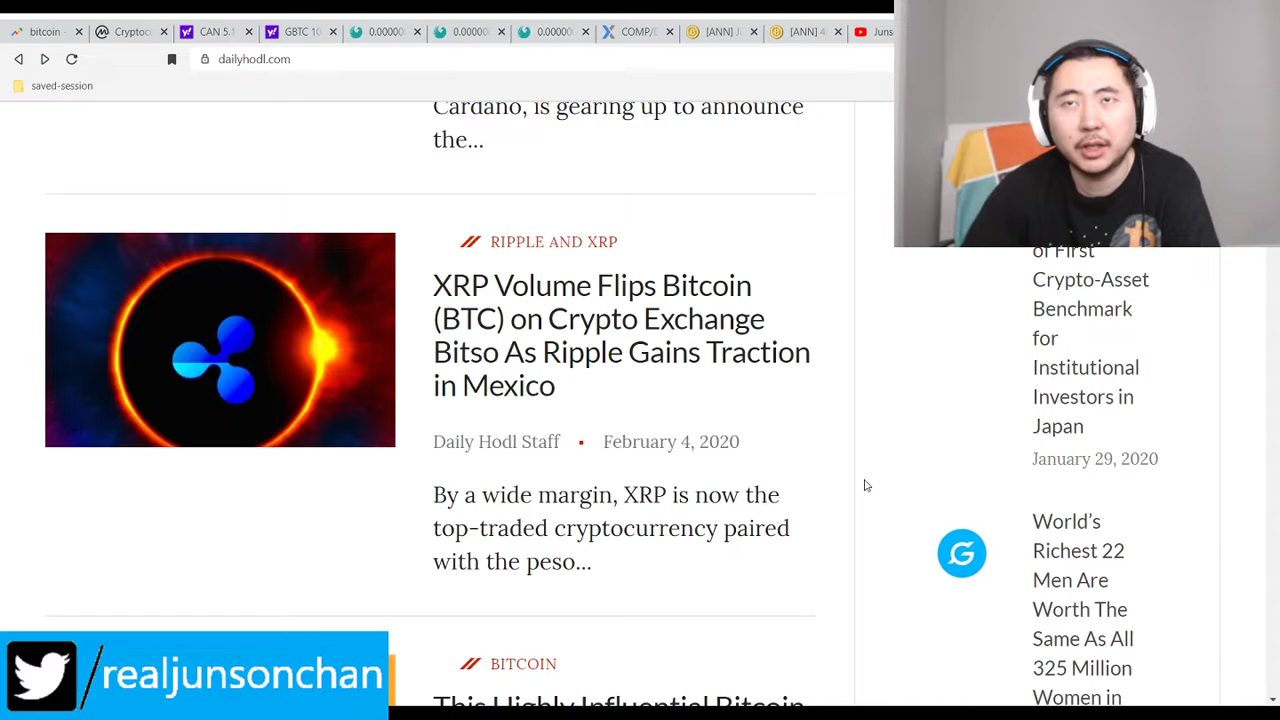 bitcoin -
Cryptoc
CAN 5.1
GBTC 10
0.00000
0.00000
0.00000
COMP/
[ANN] J
[ANN] 4
Juns
dailyhodl.com
saved-session
Cardano, is gearing up to announce
the...
RIPPLE AND XRP
XRP Volume Flips Bitcoin
(BTC) on Crypto Exchange
Bitso As Ripple Gains Traction
in Mexico
Daily Hodl Staff
February 4, 2020
By a wide margin, XRP is now the
top-traded cryptocurrency paired
with the peso...
BITCOIN
This Highly Influential Bitcoin
of First
Crypto-Asset
Benchmark
for
Institutional
Investors in
Japan
January 29, 2020
World's
Richest 22
Men Are
Worth The
Same As All
325 Million
Women in
/realjunsonchan